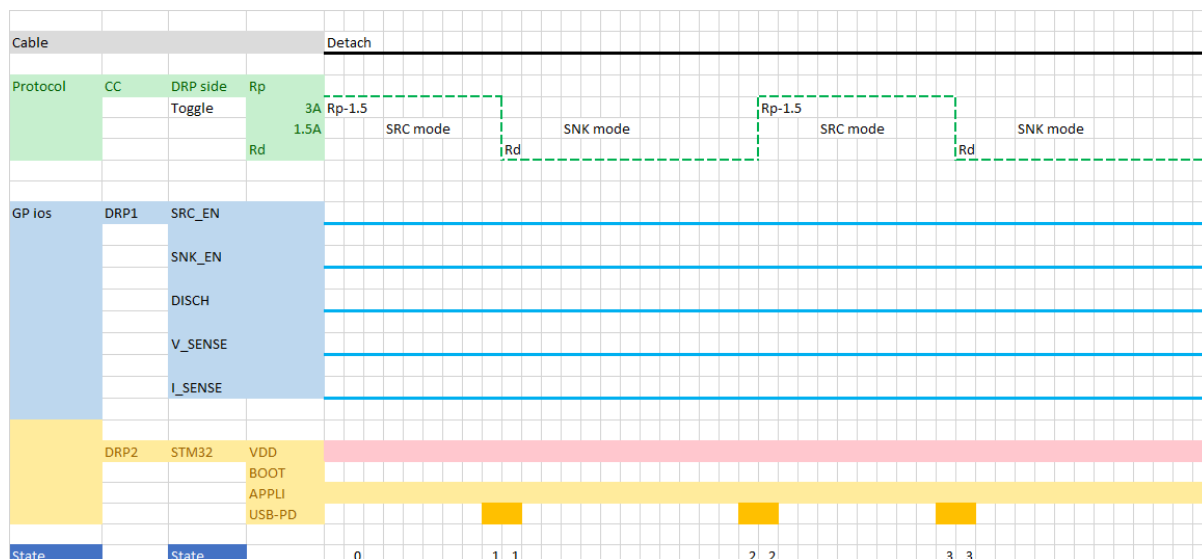 Cable Detach
Protocol CC DRP side Rp
Toggle 3A Rp-1.5 Rp-1.5
1.5A SRC mode SNK mode SRC mode SNK mode
Rd Rd Rd
GP ios DRP1 SRC_EN
SNK_EN
DISCH
V_SENSE
I_SENSE
DRP2 STM32 VDD
BOOT
APPLI
USB-PD
State State 0 1 1 2 2 3 3